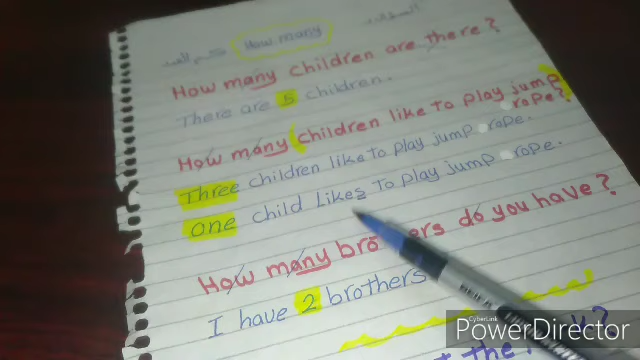 How many
How many children are there?
There are 5 children.
How many children like to play jump rope?
Three children like to play jump rope.
one child likes to play jump rope.
How many brothers do you have?
I have 2 brothers
the
CyberLink
PowerDirector